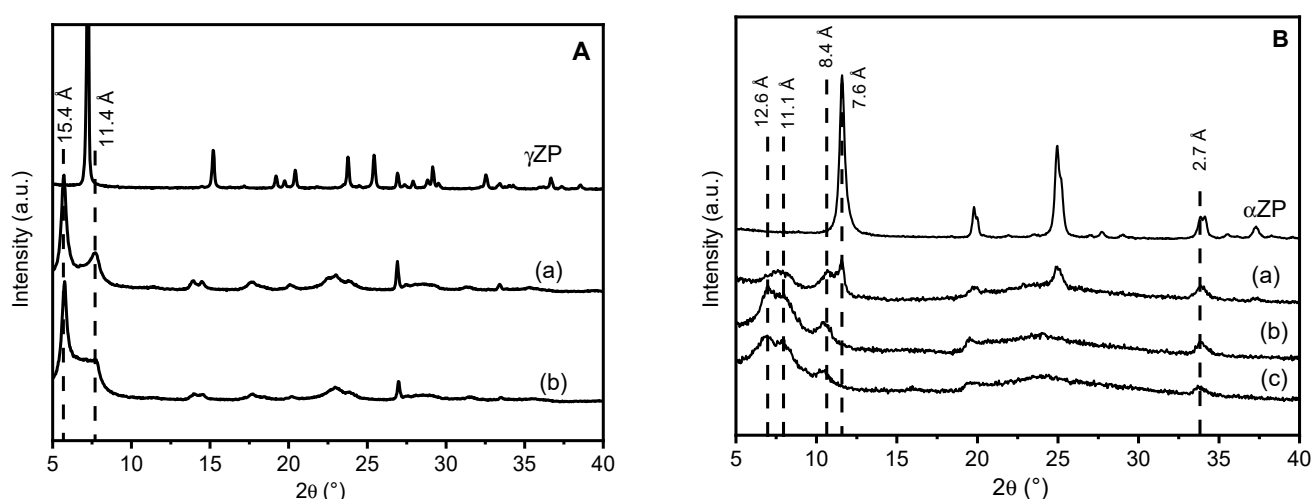 A
15.4 Å
11.4 Å
γZP
(a)
(b)
Intensity (a.u.)
5 10 15 20 25 30 35 40
2θ (°)
B
12.6 Å
11.1 Å
8.4 Å
7.6 Å
2.7 Å
αZP
(a)
(b)
(c)
Intensity (a.u.)
5 10 15 20 25 30 35 40
2θ (°)